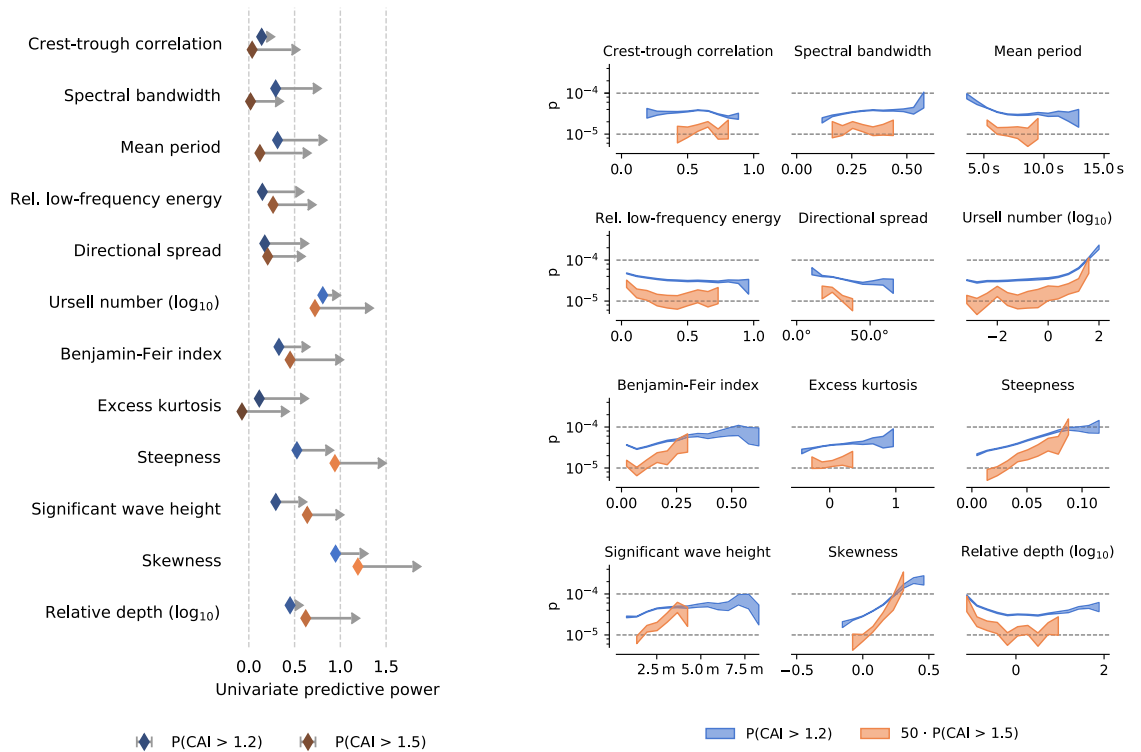 Crest-trough correlation
Spectral bandwidth
Mean period
Rel. low-frequency energy
Directional spread
Ursell number (log₁₀)
Benjamin-Feir index
Excess kurtosis
Steepness
Significant wave height
Skewness
Relative depth (log₁₀)
0.0 0.5 1.0 1.5
Univariate predictive power
P(CAI > 1.2) P(CAI > 1.5)
Crest-trough correlation Spectral bandwidth Mean period
p
10⁻⁴
10⁻⁵
0.0 0.5 1.0 0.00 0.25 0.50 5.0 s 10.0 s 15.0 s
Rel. low-frequency energy Directional spread Ursell number (log₁₀)
p
10⁻⁴
10⁻⁵
0.0 0.5 1.0 0.0° 50.0° −2 0 2
Benjamin-Feir index Excess kurtosis Steepness
p
10⁻⁴
10⁻⁵
0.00 0.25 0.50 0 1 0.00 0.05 0.10
Significant wave height Skewness Relative depth (log₁₀)
p
10⁻⁴
10⁻⁵
2.5 m 5.0 m 7.5 m −0.5 0.0 0.5 0 2
P(CAI > 1.2) 50 · P(CAI > 1.5)